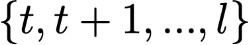 {t, t + 1, ..., l}